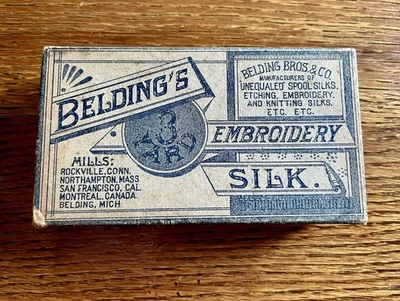 BELDING'S
3
YARD
EMBROIDERY
SILK.
BELDING BROS. & CO.
MANUFACTURERS OF
UNEQUALED SPOOL SILKS,
ETCHING, EMBROIDERY,
AND KNITTING SILKS,
ETC. ETC.
MILLS:
ROCKVILLE, CONN.
NORTHAMPTON, MASS
SAN FRANCISCO, CAL.
MONTREAL, CANADA.
BELDING, MICH.